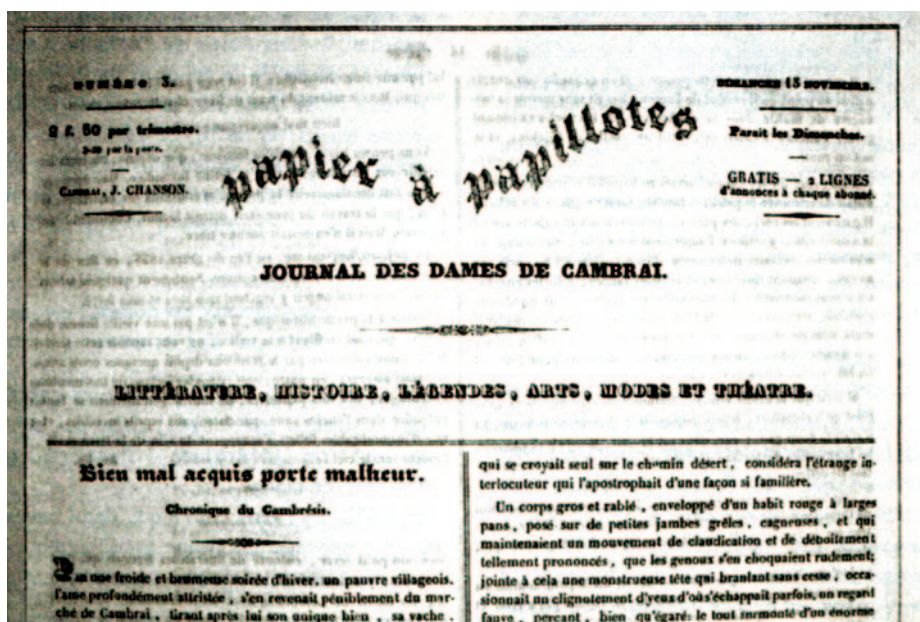 NUMÉRO 3.
2 f. 50 par trimestre.
CAMBRAI, J. CHANSON.
papier à papillotes
DIMANCHE 15 NOVEMBRE.
Parait les Dimanches.
GRATIS — 2 LIGNES
d'annonces à chaque abonné
JOURNAL DES DAMES DE CAMBRAI.
LITTÉRATURE, HISTOIRE, LÉGENDES, ARTS, MODES ET THÉATRE.
Bien mal acquis porte malheur.
Chronique du Cambrésis.
Par une froide et brumeuse soirée d'hiver, un pauvre villageois,
l'ame profondément attristée, s'en revenait péniblement du mar-
ché de Cambrai, tirant après lui son unique bien, sa vache,
qui se croyait seul sur le chemin désert, considéra l'étrange in-
terlocuteur qui l'apostrophait d'une façon si familière.
Un corps gros et rablé, enveloppé d'un habit rouge à larges
pans, posé sur de petites jambes grêles, cagneuses, et qui
maintenaient un mouvement de claudication et de déboitement
tellement prononcés, que les genoux s'en choquaient rudement;
jointe à cela une monstrueuse tête qui branlant sans cesse, occa-
sionnait un clignotement d'yeux d'où s'échappait parfois, un regard
fauve, perçant, bien qu'égaré: le tout surmonté d'un énorme